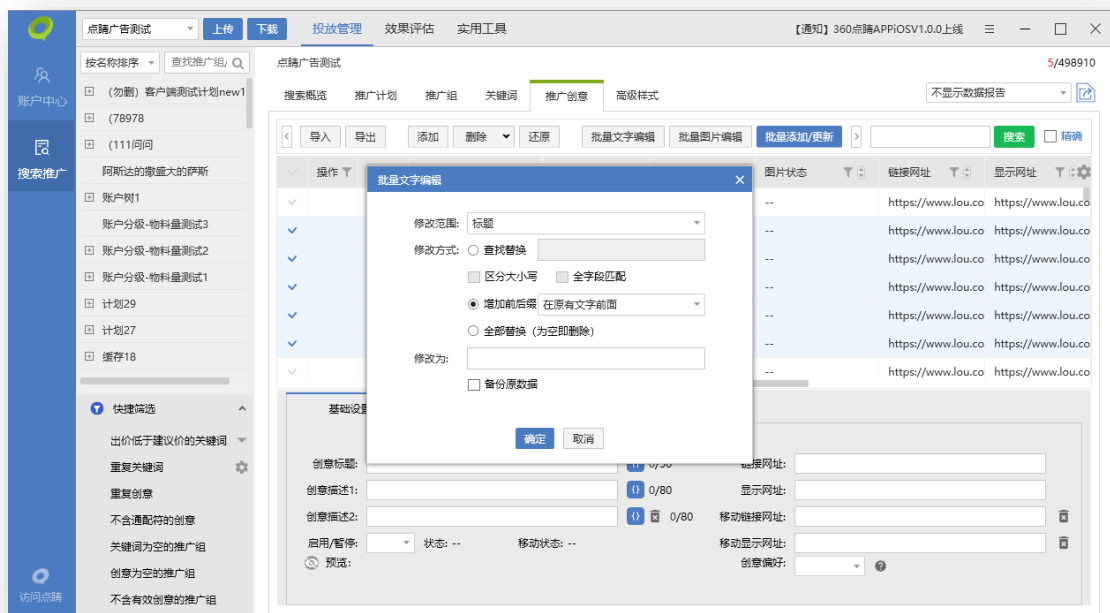 点睛广告测试 上传 下载 投放管理 效果评估 实用工具 【通知】360点睛APPiOSV1.0.0上线
账户中心
搜索推广
访问点睛
按名称排序 查找推广组/
(勿删) 客户端测试计划new1
(78978
(111问问
阿斯达的撒盛大的萨斯
账户树1
账户分级-物料量测试3
账户分级-物料量测试2
账户分级-物料量测试1
计划29
计划27
缓存18
快捷筛选
出价低于建议价的关键词
重复关键词
重复创意
不含通配符的创意
关键词为空的推广组
创意为空的推广组
不含有效创意的推广组
点睛广告测试 5/498910
搜索概览 推广计划 推广组 关键词 推广创意 高级样式 不显示数据报告
导入 导出 添加 删除 还原 批量文字编辑 批量图片编辑 批量添加/更新 搜索 精确
操作 图片状态 链接网址 显示网址
-- https://www.lou.co https://www.lou.co
-- https://www.lou.co https://www.lou.co
-- https://www.lou.co https://www.lou.co
-- https://www.lou.co https://www.lou.co
-- https://www.lou.co https://www.lou.co
-- https://www.lou.co https://www.lou.co
-- https://www.lou.co https://www.lou.co
批量文字编辑
修改范围: 标题
修改方式: 查找替换
区分大小写 全字段匹配
增加前后缀 在原有文字前面
全部替换 (为空即删除)
修改为:
备份原数据
确定 取消
基础设置
创意标题: 0/50 链接网址:
创意描述1: 0/80 显示网址:
创意描述2: 0/80 移动链接网址:
启用/暂停: 状态: -- 移动状态: -- 移动显示网址:
预览: 创意偏好: